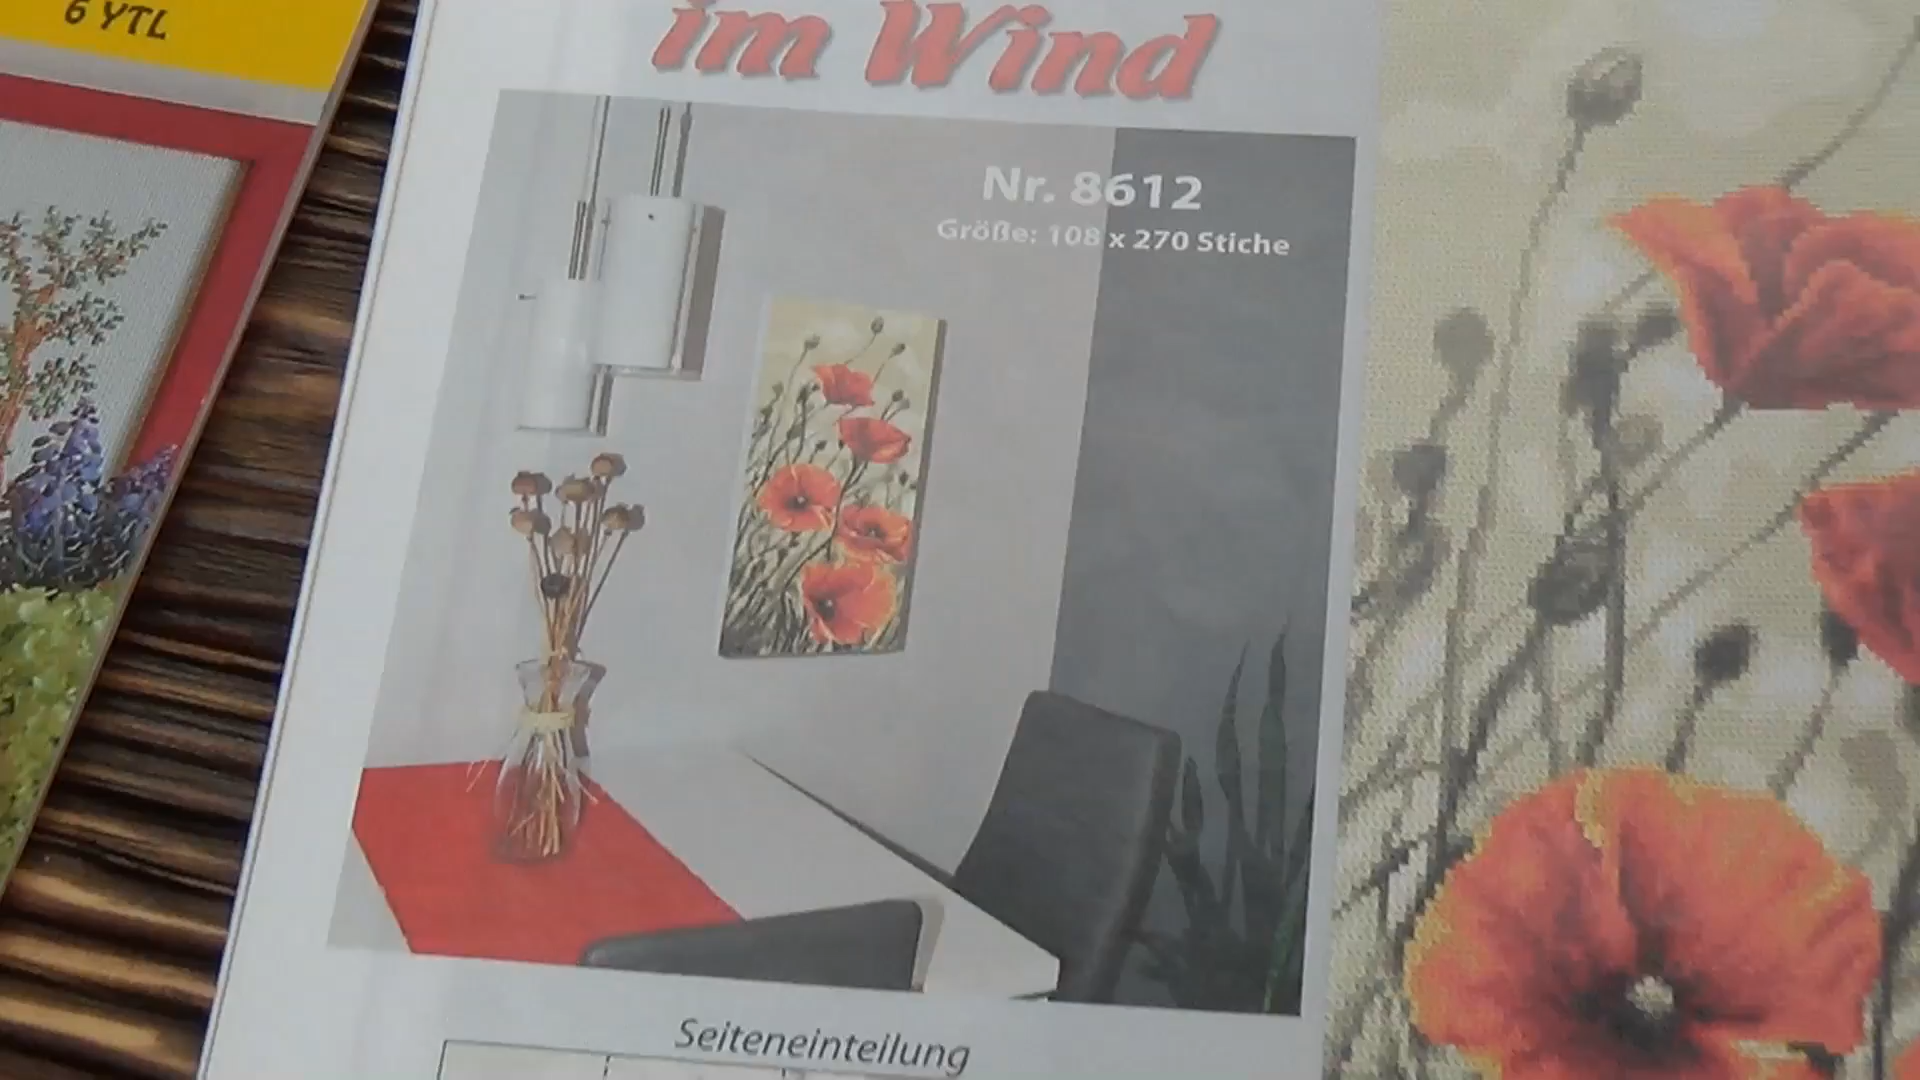 6 YTL
im Wind
Nr. 8612
Größe: 108 x 270 Stiche
Seiteneinteilung